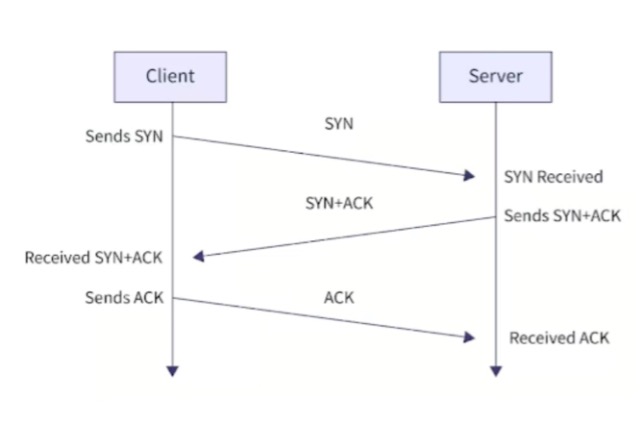 Client
Server
SYN
Sends SYN
SYN Received
SYN+ACK
Sends SYN+ACK
Received SYN+ACK
Sends ACK
ACK
Received ACK